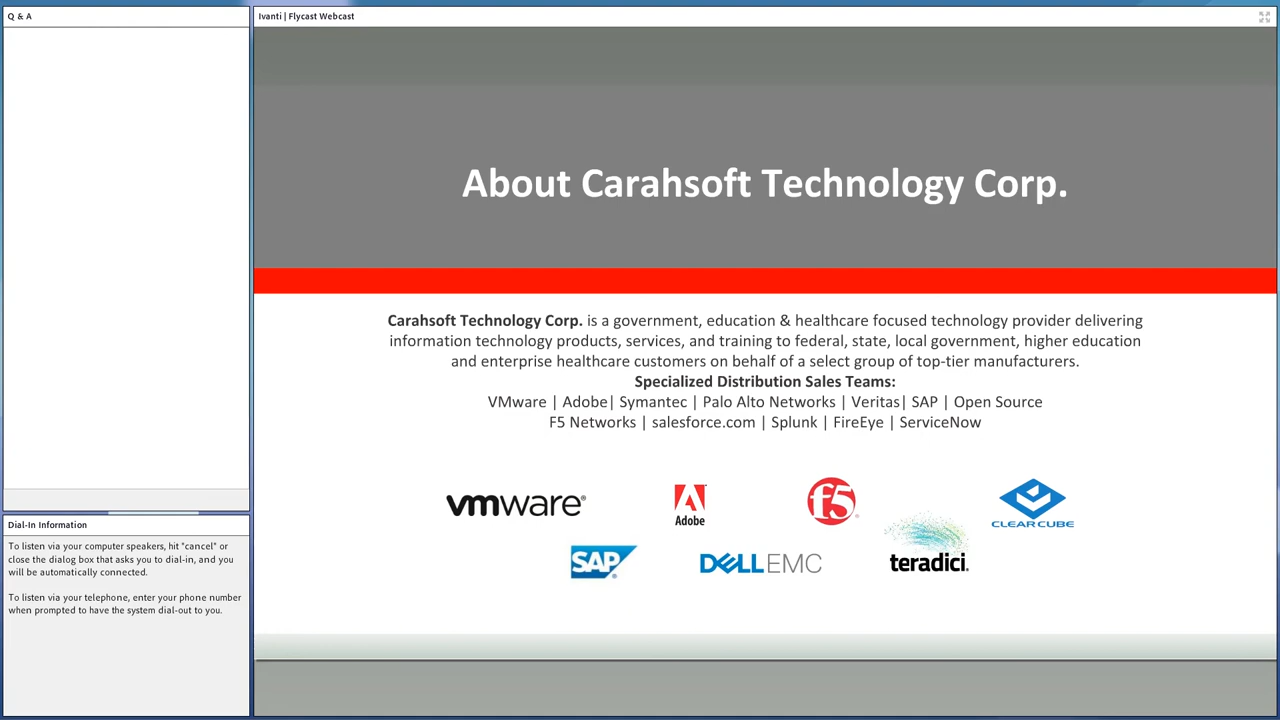 Q & A
Ivanti | Flycast Webcast
About Carahsoft Technology Corp.
Carahsoft Technology Corp. is a government, education & healthcare focused technology provider delivering
information technology products, services, and training to federal, state, local government, higher education
and enterprise healthcare customers on behalf of a select group of top-tier manufacturers.
Specialized Distribution Sales Teams:
VMware | Adobe| Symantec | Palo Alto Networks | Veritas| SAP | Open Source
F5 Networks | salesforce.com | Splunk | FireEye | ServiceNow
vmware®
Adobe
f5®
CLEARCUBE
SAP®
DELLEMC
teradici.
Dial-In Information
To listen via your computer speakers, hit "cancel" or
close the dialog box that asks you to dial-in, and you
will be automatically connected.
To listen via your telephone, enter your phone number
when prompted to have the system dial-out to you.